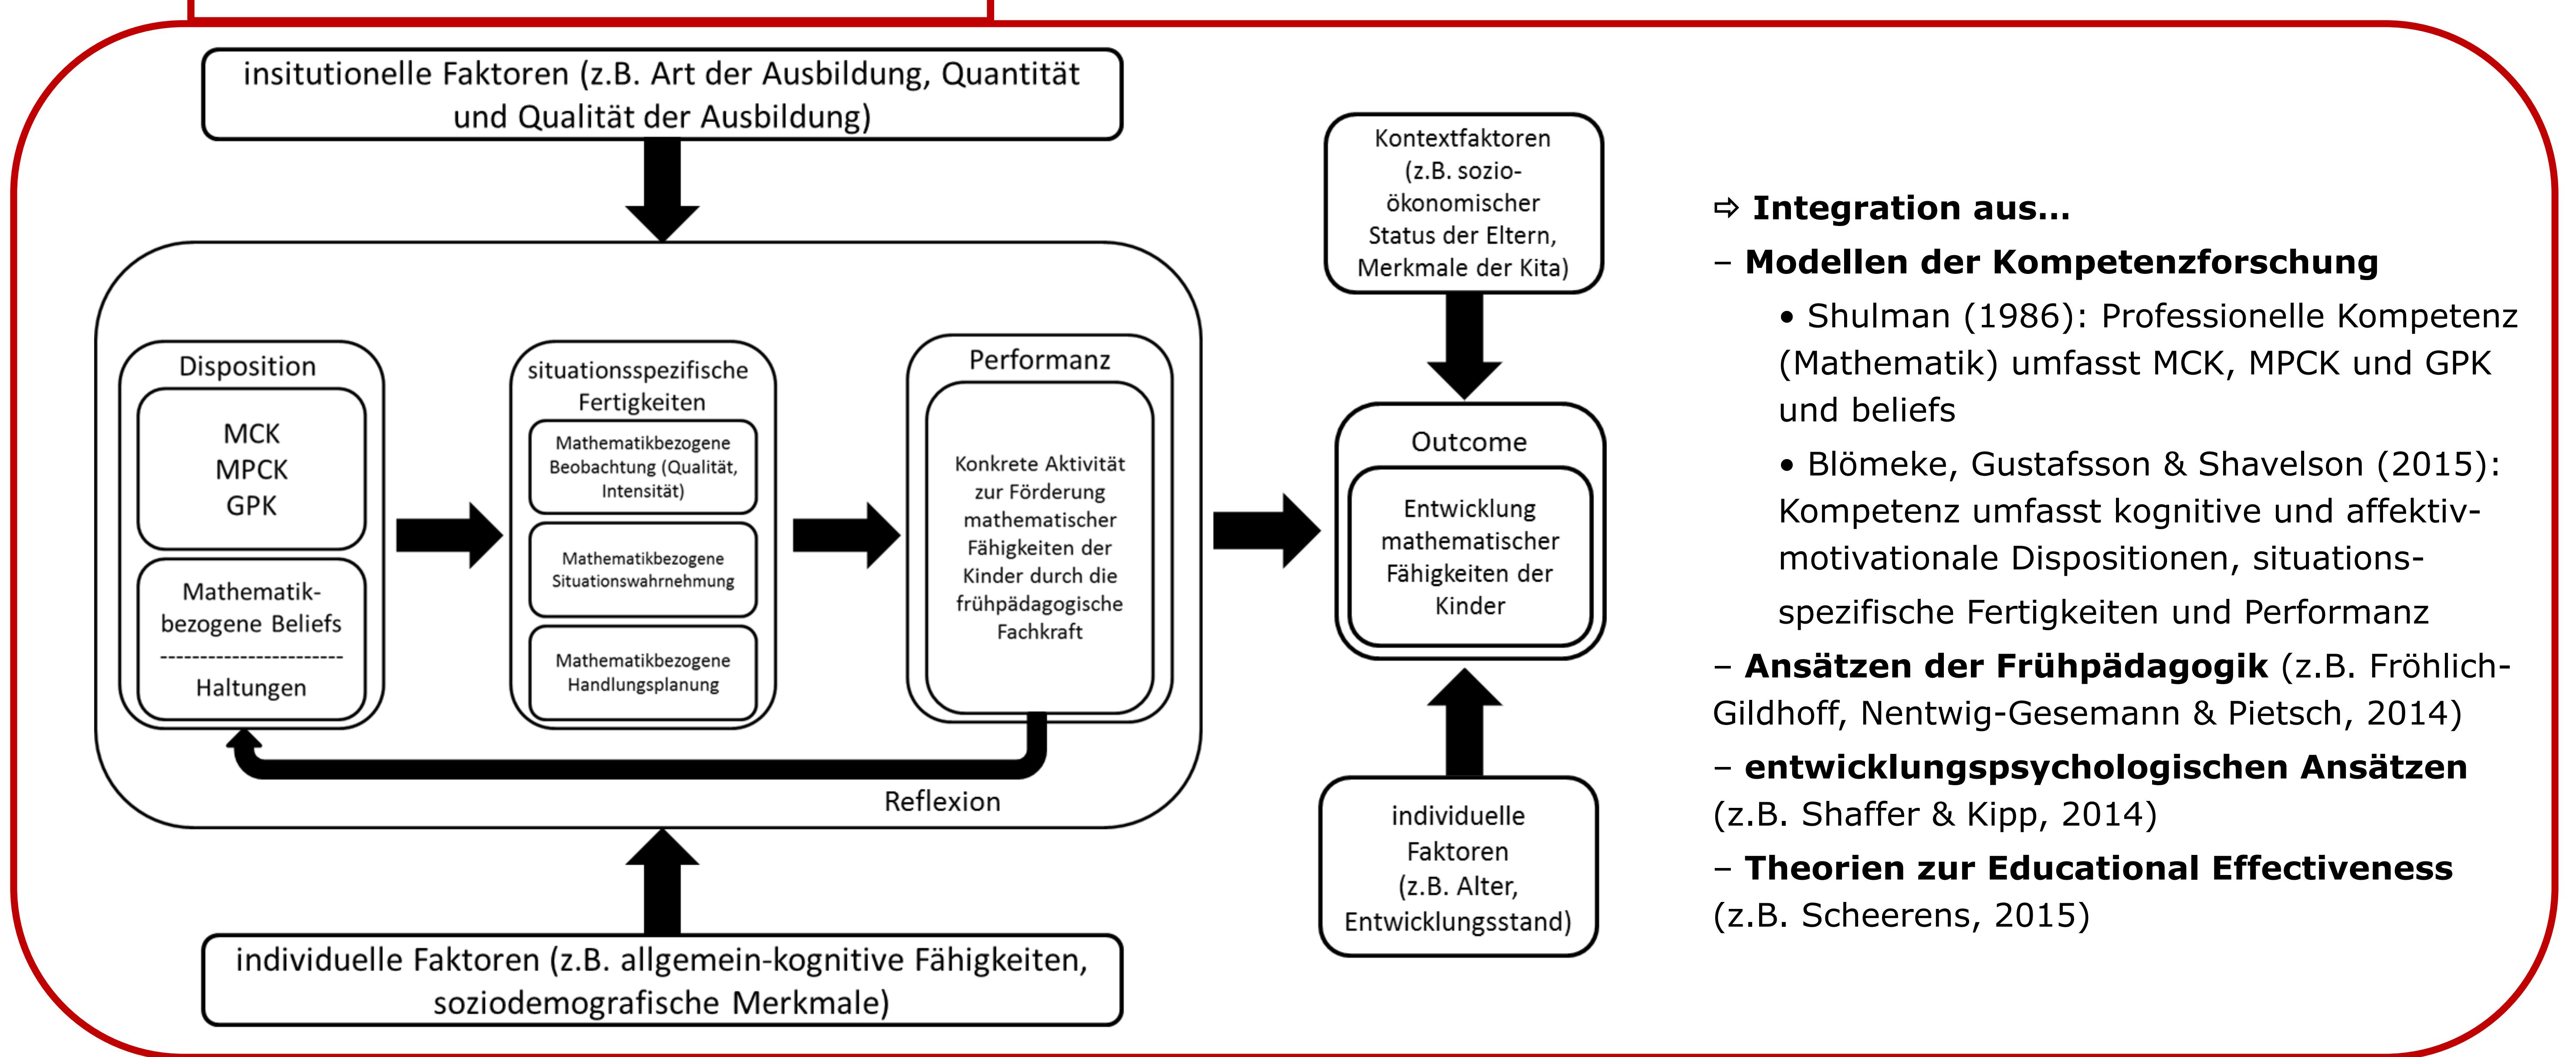 insitutionelle Faktoren (z.B. Art der Ausbildung, Quantität
und Qualität der Ausbildung)
Disposition
MCK
MPCK
GPK
Mathematik-
bezogene Beliefs
-----------------------
Haltungen
situationsspezifische
Fertigkeiten
Mathematikbezogene
Beobachtung (Qualität,
Intensität)
Mathematikbezogene
Situationswahrnehmung
Mathematikbezogene
Handlungsplanung
Performanz
Konkrete Aktivität
zur Förderung
mathematischer
Fähigkeiten der
Kinder durch die
frühpädagogische
Fachkraft
Reflexion
individuelle Faktoren (z.B. allgemein-kognitive Fähigkeiten,
soziodemografische Merkmale)
Kontextfaktoren
(z.B. sozio-
ökonomischer
Status der Eltern,
Merkmale der Kita)
Outcome
Entwicklung
mathematischer
Fähigkeiten der
Kinder
individuelle
Faktoren
(z.B. Alter,
Entwicklungsstand)
⇨ Integration aus…
– Modellen der Kompetenzforschung
• Shulman (1986): Professionelle Kompetenz
(Mathematik) umfasst MCK, MPCK und GPK
und beliefs
• Blömeke, Gustafsson & Shavelson (2015):
Kompetenz umfasst kognitive und affektiv-
motivationale Dispositionen, situations-
spezifische Fertigkeiten und Performanz
– Ansätzen der Frühpädagogik (z.B. Fröhlich-
Gildhoff, Nentwig-Gesemann & Pietsch, 2014)
– entwicklungspsychologischen Ansätzen
(z.B. Shaffer & Kipp, 2014)
– Theorien zur Educational Effectiveness
(z.B. Scheerens, 2015)